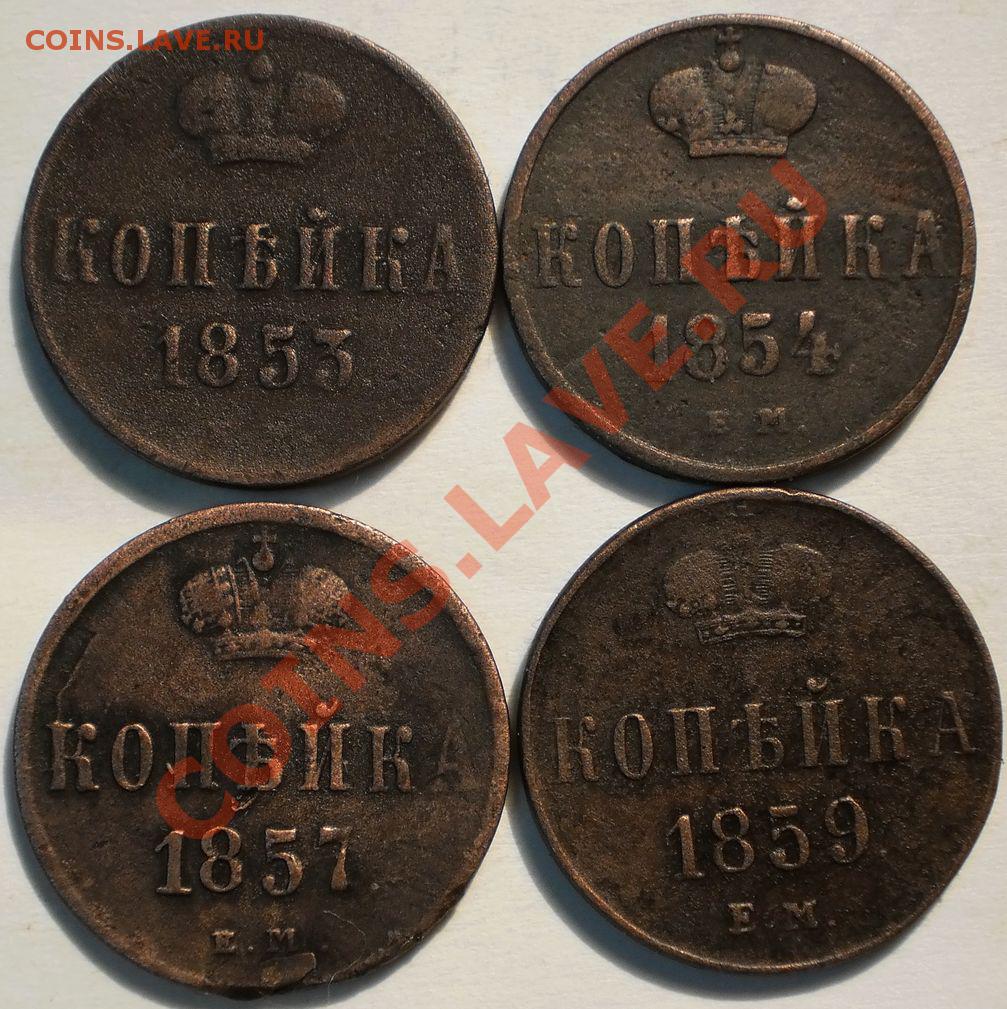 COINS.LAVE.RU
КОПѢЙКА
1853
КОПѢЙКА
1854
Е.М.
КОПѢЙКА
1857
Е.М.
КОПѢЙКА
1859
Е.М.
COINS.LAVE.RU